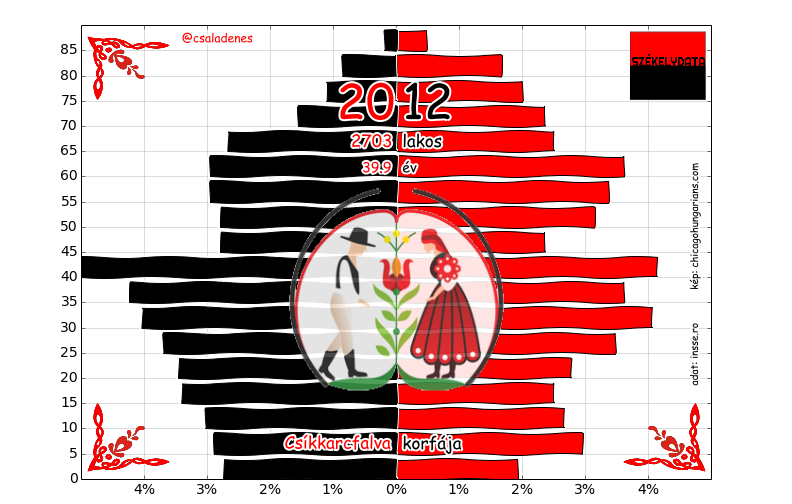 @csaladenes
SZÉKELYDATA
2012
2703 lakos
39.9 év
kép: chicagohungarians.com
adat: insse.ro
Csíkkarcfalva korfája
85
80
75
70
65
60
55
50
45
40
35
30
25
20
15
10
5
0
4% 3% 2% 1% 0% 1% 2% 3% 4%